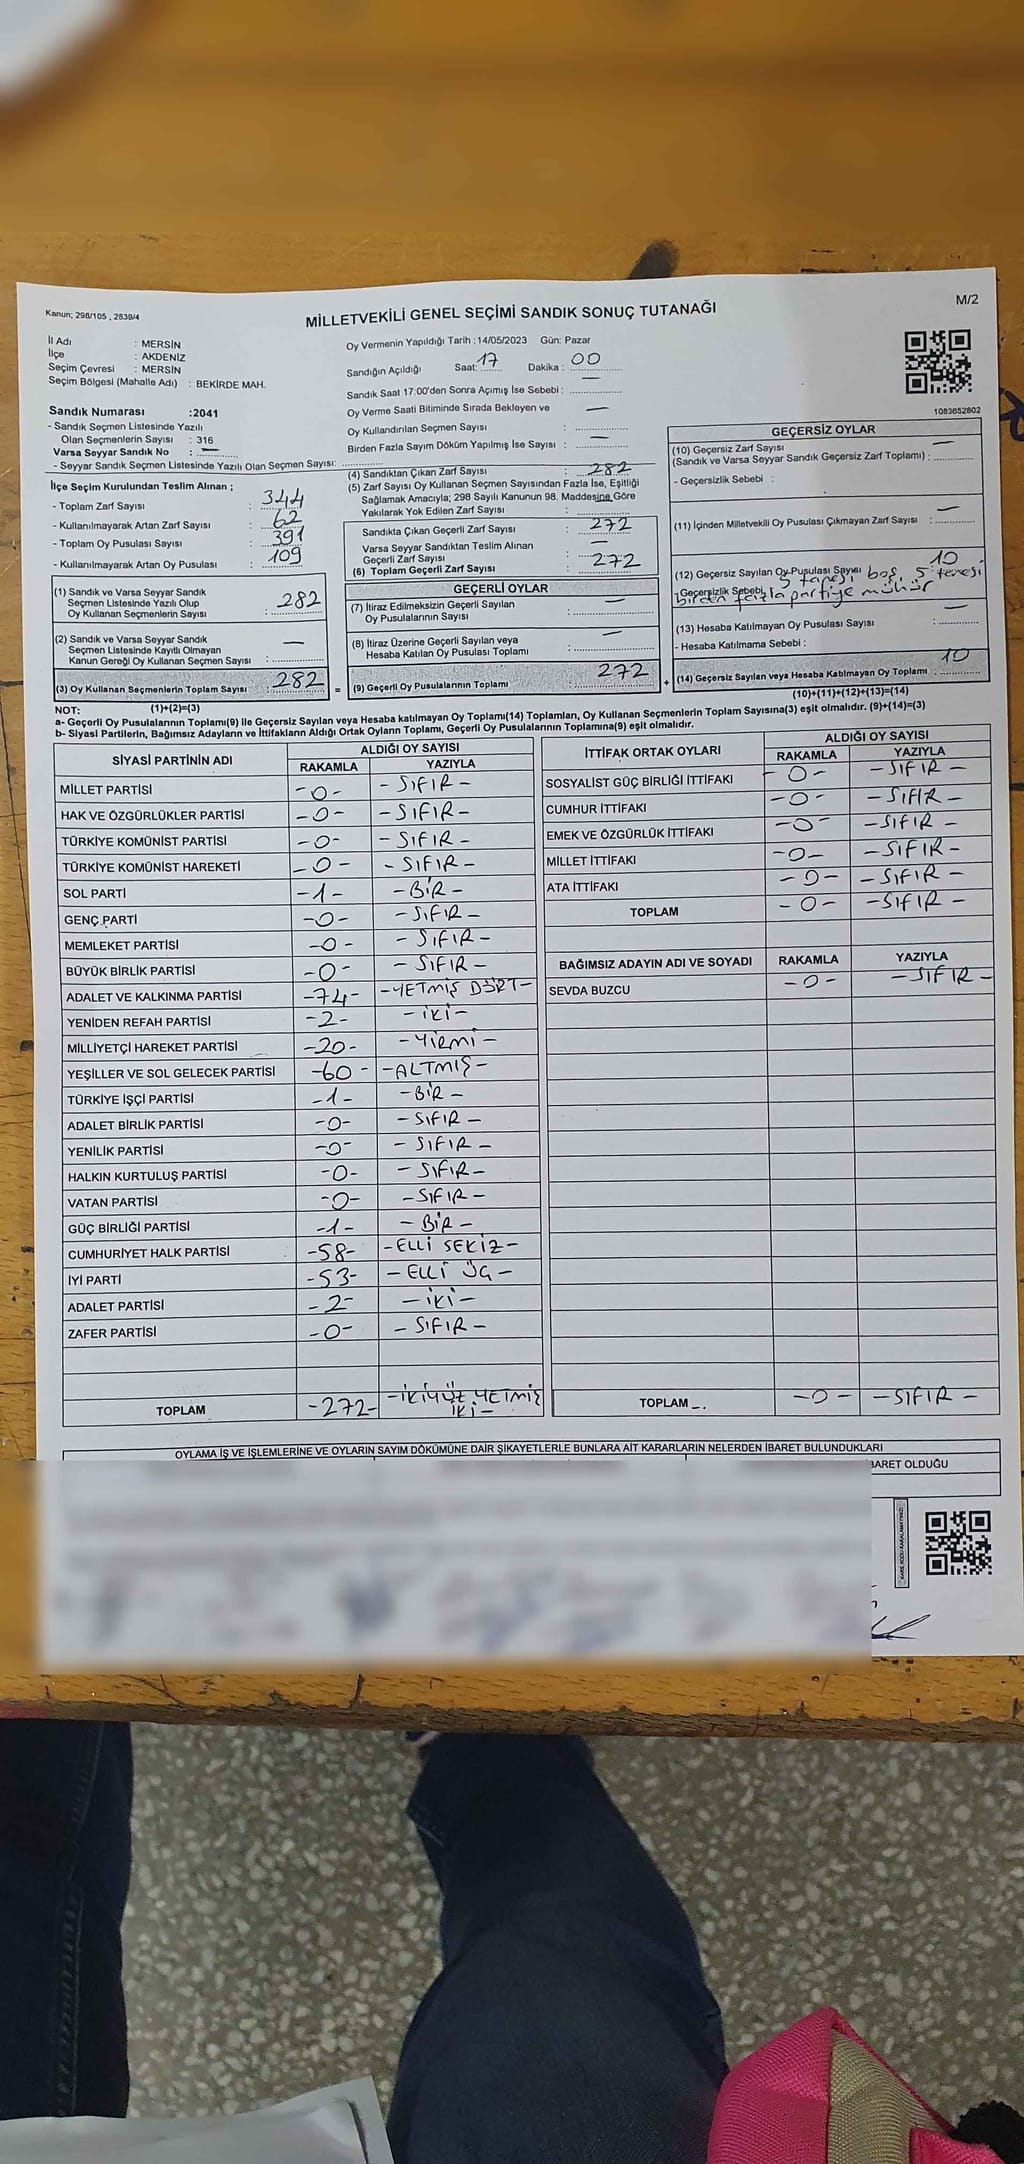 Kanun; 298/105 , 2839/4
MİLLETVEKİLİ GENEL SEÇİMİ SANDIK SONUÇ TUTANAĞI
M/2
İl Adı : MERSİN
İlçe : AKDENİZ
Seçim Çevresi : MERSİN
Seçim Bölgesi (Mahalle Adı) : BEKİRDE MAH.
Sandık Numarası :2041
- Sandık Seçmen Listesinde Yazılı
Olan Seçmenlerin Sayısı : 316
Varsa Seyyar Sandık No : —
- Seyyar Sandık Seçmen Listesinde Yazılı Olan Seçmen Sayısı:
Oy Vermenin Yapıldığı Tarih :14/05/2023 Gün: Pazar
Sandığın Açıldığı Saat: 17 Dakika : 00
Sandık Saat 17:00'den Sonra Açımış İse Sebebi : —
Oy Verme Saati Bitiminde Sırada Bekleyen ve
Oy Kullandırılan Seçmen Sayısı : —
Birden Fazla Sayım Döküm Yapılmış İse Sayısı : —
1083652602
İlçe Seçim Kurulundan Teslim Alınan ;
- Toplam Zarf Sayısı : 344
- Kullanılmayarak Artan Zarf Sayısı : 62
- Toplam Oy Pusulası Sayısı : 391
- Kullanılmayarak Artan Oy Pusulası : 109
(1) Sandık ve Varsa Seyyar Sandık
Seçmen Listesinde Yazılı Olup
Oy Kullanan Seçmenlerin Sayısı : 282
(2) Sandık ve Varsa Seyyar Sandık
Seçmen Listesinde Kayıtlı Olmayan
Kanun Gereği Oy Kullanan Seçmen Sayısı : —
(3) Oy Kullanan Seçmenlerin Toplam Sayısı : 282 =
(4) Sandıktan Çıkan Zarf Sayısı : 282
(5) Zarf Sayısı Oy Kullanan Seçmen Sayısından Fazla İse, Eşitliği
Sağlamak Amacıyla; 298 Sayılı Kanunun 98. Maddesine Göre
Yakılarak Yok Edilen Zarf Sayısı : —
Sandıkta Çıkan Geçerli Zarf Sayısı : 272
Varsa Seyyar Sandıktan Teslim Alınan
Geçerli Zarf Sayısı : —
(6) Toplam Geçerli Zarf Sayısı : 272
GEÇERLİ OYLAR
(7) İtiraz Edilmeksizin Geçerli Sayılan
Oy Pusulalarının Sayısı : —
(8) İtiraz Üzerine Geçerli Sayılan veya
Hesaba Katılan Oy Pusulası Toplamı : —
(9) Geçerli Oy Pusulalarının Toplamı : 272 +
GEÇERSİZ OYLAR
(10) Geçersiz Zarf Sayısı
(Sandık ve Varsa Seyyar Sandık Geçersiz Zarf Toplamı) : —
- Geçersizlik Sebebi :
(11) İçinden Milletvekili Oy Pusulası Çıkmayan Zarf Sayısı : —
(12) Geçersiz Sayılan Oy Pusulası Sayısı : 10
- Geçersizlik Sebebi : 5 tanesi boş, 5 tanesi
birden fazla partiye mühür
(13) Hesaba Katılmayan Oy Pusulası Sayısı : —
- Hesaba Katılmama Sebebi :
(14) Geçersiz Sayılan veya Hesaba Katılmayan Oy Toplamı : 10
(1)+(2)=(3)
(10)+(11)+(12)+(13)=(14)
NOT:
a- Geçerli Oy Pusulalarının Toplamı(9) ile Geçersiz Sayılan veya Hesaba katılmayan Oy Toplamı(14) Toplamları, Oy Kullanan Seçmenlerin Toplam Sayısına(3) eşit olmalıdır. (9)+(14)=(3)
b- Siyasi Partilerin, Bağımsız Adayların ve İttifakların Aldığı Ortak Oyların Toplamı, Geçerli Oy Pusulalarının Toplamına(9) eşit olmalıdır.
SİYASİ PARTİNİN ADI ALDIĞI OY SAYISI
RAKAMLA YAZIYLA
MİLLET PARTİSİ -0- -SIFIR-
HAK VE ÖZGÜRLÜKLER PARTİSİ -0- -SIFIR-
TÜRKİYE KOMÜNİST PARTİSİ -0- -SIFIR-
TÜRKİYE KOMÜNİST HAREKETİ -0- -SIFIR-
SOL PARTİ -1- -BİR-
GENÇ PARTİ -0- -SIFIR-
MEMLEKET PARTİSİ -0- -SIFIR-
BÜYÜK BİRLİK PARTİSİ -0- -SIFIR-
ADALET VE KALKINMA PARTİSİ -74- -YETMİŞ DÖRT-
YENİDEN REFAH PARTİSİ -2- -İKİ-
MİLLİYETÇİ HAREKET PARTİSİ -20- -YİRMİ-
YEŞİLLER VE SOL GELECEK PARTİSİ -60- -ALTMIŞ-
TÜRKİYE İŞÇİ PARTİSİ -1- -BİR-
ADALET BİRLİK PARTİSİ -0- -SIFIR-
YENİLİK PARTİSİ -0- -SIFIR-
HALKIN KURTULUŞ PARTİSİ -0- -SIFIR-
VATAN PARTİSİ -0- -SIFIR-
GÜÇ BİRLİĞİ PARTİSİ -1- -BİR-
CUMHURİYET HALK PARTİSİ -58- -ELLİ SEKİZ-
İYİ PARTİ -53- -ELLİ ÜÇ-
ADALET PARTİSİ -2- -İKİ-
ZAFER PARTİSİ -0- -SIFIR-
TOPLAM -272- -İKİYÜZ YETMİŞ
İKİ-
İTTİFAK ORTAK OYLARI ALDIĞI OY SAYISI
RAKAMLA YAZIYLA
SOSYALİST GÜÇ BİRLİĞİ İTTİFAKI -0- -SIFIR-
CUMHUR İTTİFAKI -0- -SIFIR-
EMEK VE ÖZGÜRLÜK İTTİFAKI -0- -SIFIR-
MİLLET İTTİFAKI -0- -SIFIR-
ATA İTTİFAKI -0- -SIFIR-
TOPLAM -0- -SIFIR-
BAĞIMSIZ ADAYIN ADI VE SOYADI RAKAMLA YAZIYLA
SEVDA BUZCU -0- -SIFIR-
TOPLAM -0- -SIFIR-
OYLAMA İŞ VE İŞLEMLERİNE VE OYLARIN SAYIM DÖKÜMÜNE DAİR ŞİKAYETLERLE BUNLARA AİT KARARLARIN NELERDEN İBARET BULUNDUKLARI
BARET OLDUĞU